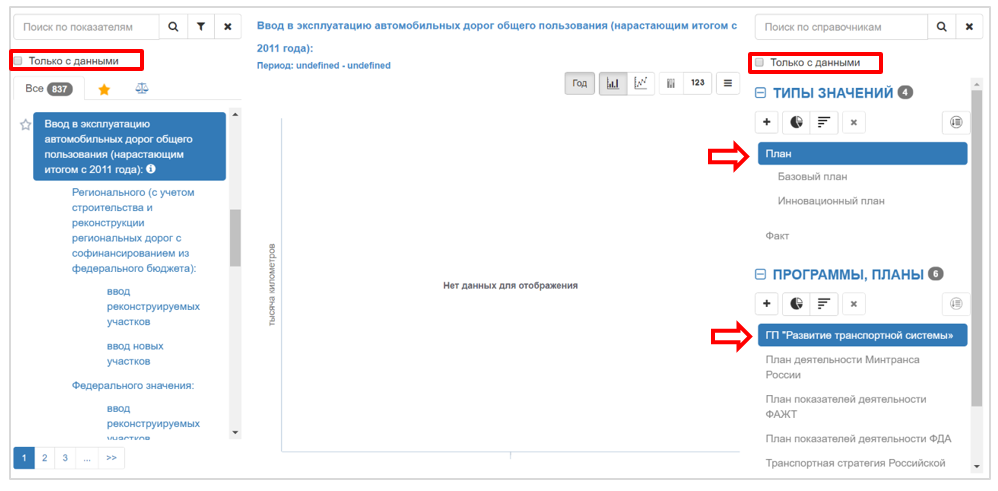 Поиск по показателям
Только с данными
Все 837
Ввод в эксплуатацию
автомобильных дорог общего
пользования (нарастающим
итогом с 2011 года):
Регионального (с учетом
строительства и
реконструкции
региональных дорог с
софинансированием из
федерального бюджета):
ввод
реконструируемых
участков
ввод новых
участков
Федерального значения:
ввод
реконструируемых
участков
1 2 3 ... >>
Ввод в эксплуатацию автомобильных дорог общего пользования (нарастающим итогом с
2011 года):
Период: undefined - undefined
Год
123
тысяча километров
Нет данных для отображения
Поиск по справочникам
Только с данными
ТИПЫ ЗНАЧЕНИЙ 4
План
Базовый план
Инновационный план
Факт
ПРОГРАММЫ, ПЛАНЫ 6
ГП "Развитие транспортной системы»
План деятельности Минтранса
России
План показателей деятельности
ФАЖТ
План показателей деятельности ФДА
Транспортная стратегия Российской